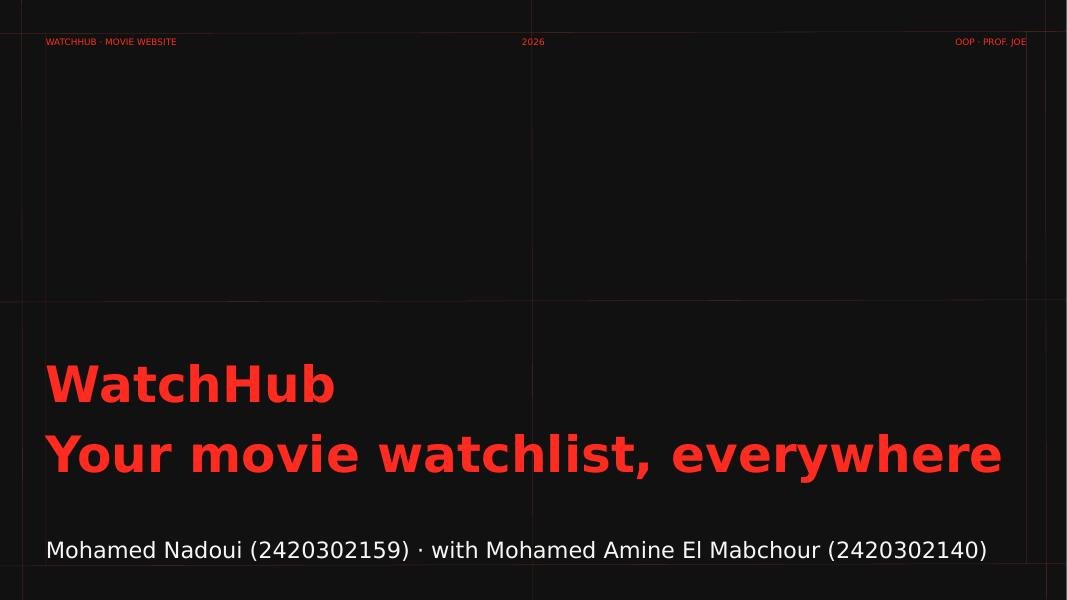 WATCHHUB · MOVIE WEBSITE
2026
OOP · PROF. JOE
WatchHub
Your movie watchlist, everywhere
Mohamed Nadoui (2420302159) · with Mohamed Amine El Mabchour (2420302140)